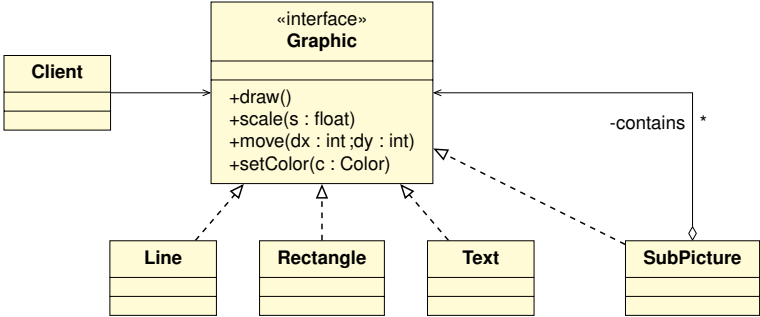 «interface»
Graphic
Client
+draw()
+scale(s : float)
+move(dx : int ;dy : int)
+setColor(c : Color)
-contains
*
Line
Rectangle
Text
SubPicture